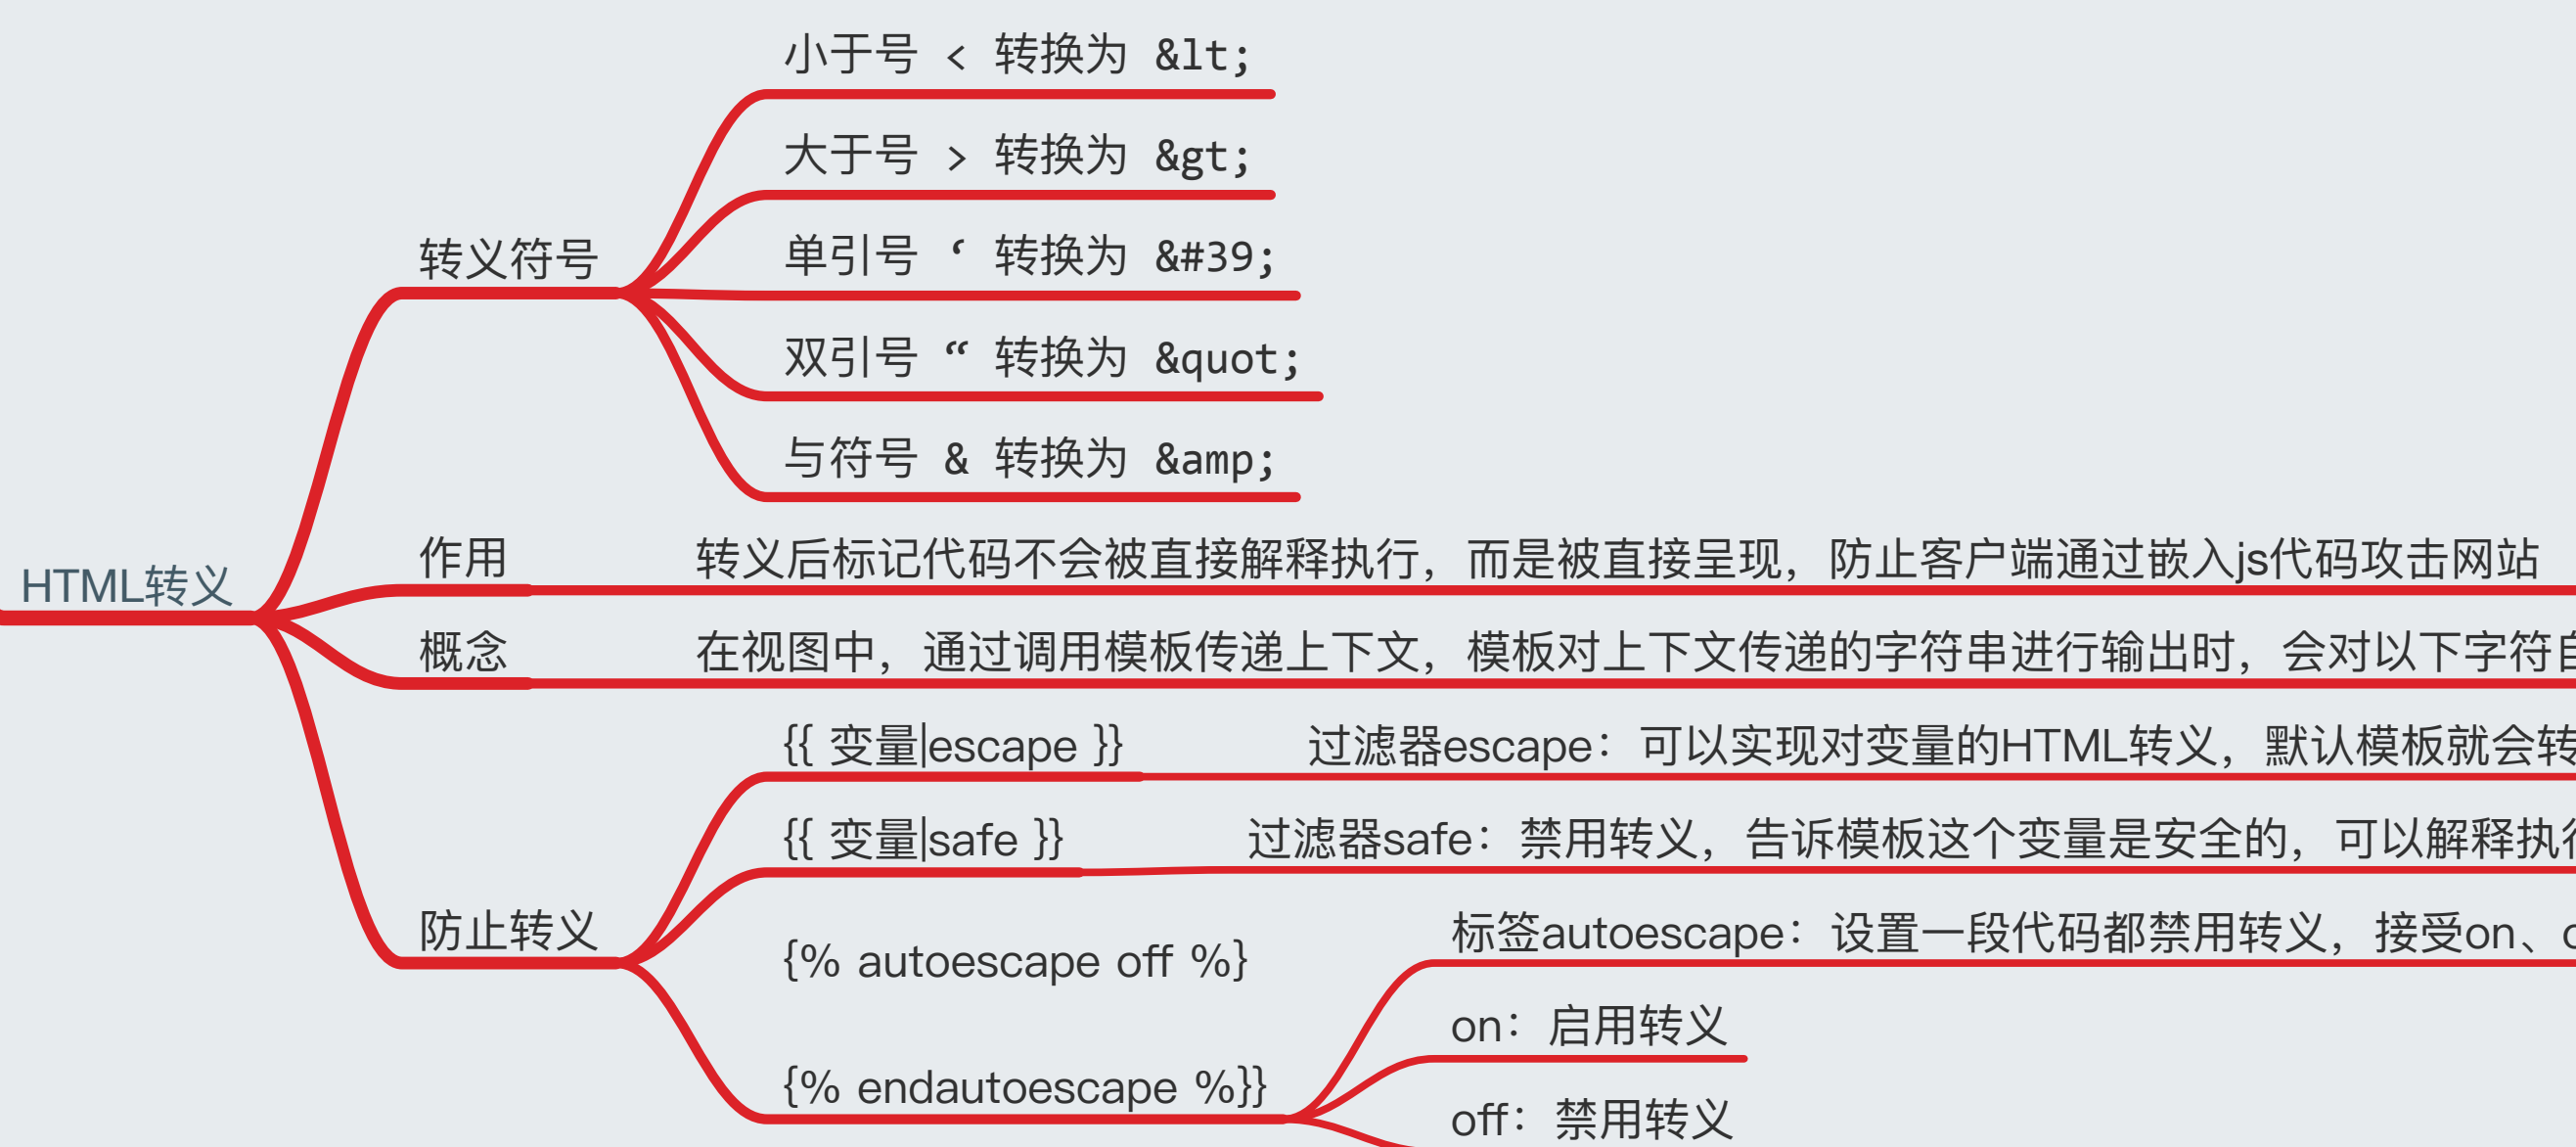 小于号 < 转换为 &lt;
大于号 > 转换为 &gt;
转义符号
单引号 ‘ 转换为 &#39;
双引号 “ 转换为 &quot;
与符号 & 转换为 &amp;
HTML转义
作用
转义后标记代码不会被直接解释执行，而是被直接呈现，防止客户端通过嵌入js代码攻击网站
概念
在视图中，通过调用模板传递上下文，模板对上下文传递的字符串进行输出时，会对以下字符
{{ 变量|escape }}
过滤器escape：可以实现对变量的HTML转义，默认模板就会转
{{ 变量|safe }}
过滤器safe：禁用转义，告诉模板这个变量是安全的，可以解释执行
防止转义
{% autoescape off %}
{% endautoescape %}}
标签autoescape：设置一段代码都禁用转义，接受on、
on：启用转义
off：禁用转义